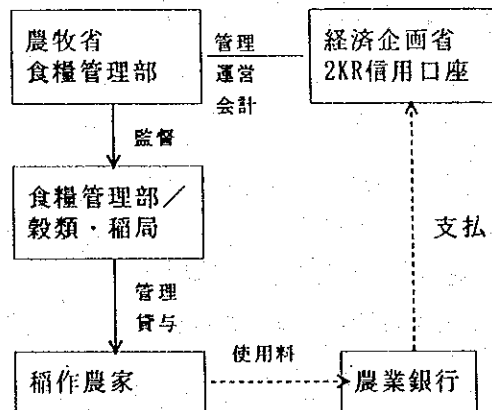 農牧省
食糧管理部
管理
運営
会計
経済企画省
2KR信用口座
監督
食糧管理部／
穀類・稲局
支払
管理
貸与
使用料
稲作農家
農業銀行